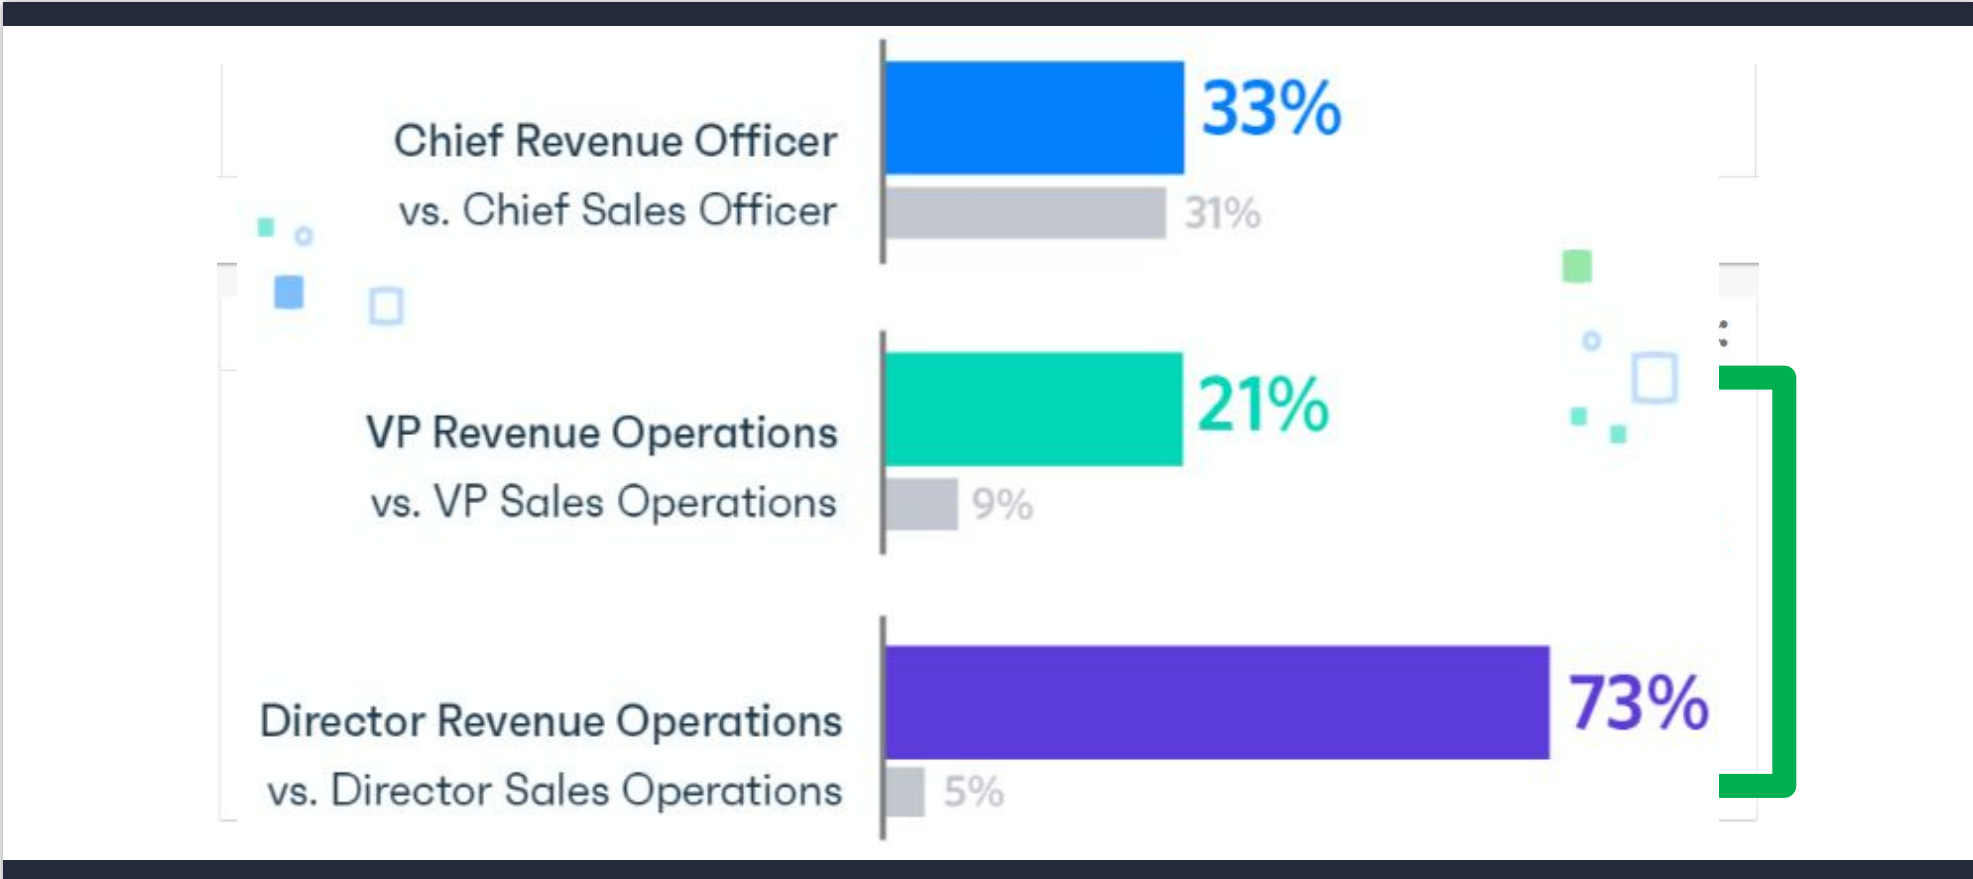 33%
Chief Revenue Officer
vs. Chief Sales Officer
31%
21%
VP Revenue Operations
vs. VP Sales Operations
9%
73%
Director Revenue Operations
vs. Director Sales Operations
5%